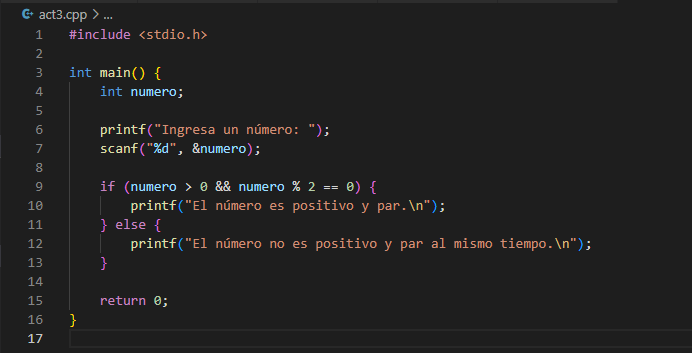 act3.cpp > ...
1 #include <stdio.h>
2
3 int main() {
4     int numero;
5
6     printf("Ingresa un número: ");
7     scanf("%d", &numero);
8
9     if (numero > 0 && numero % 2 == 0) {
10         printf("El número es positivo y par.\n");
11     } else {
12         printf("El número no es positivo y par al mismo tiempo.\n");
13     }
14
15     return 0;
16 }
17